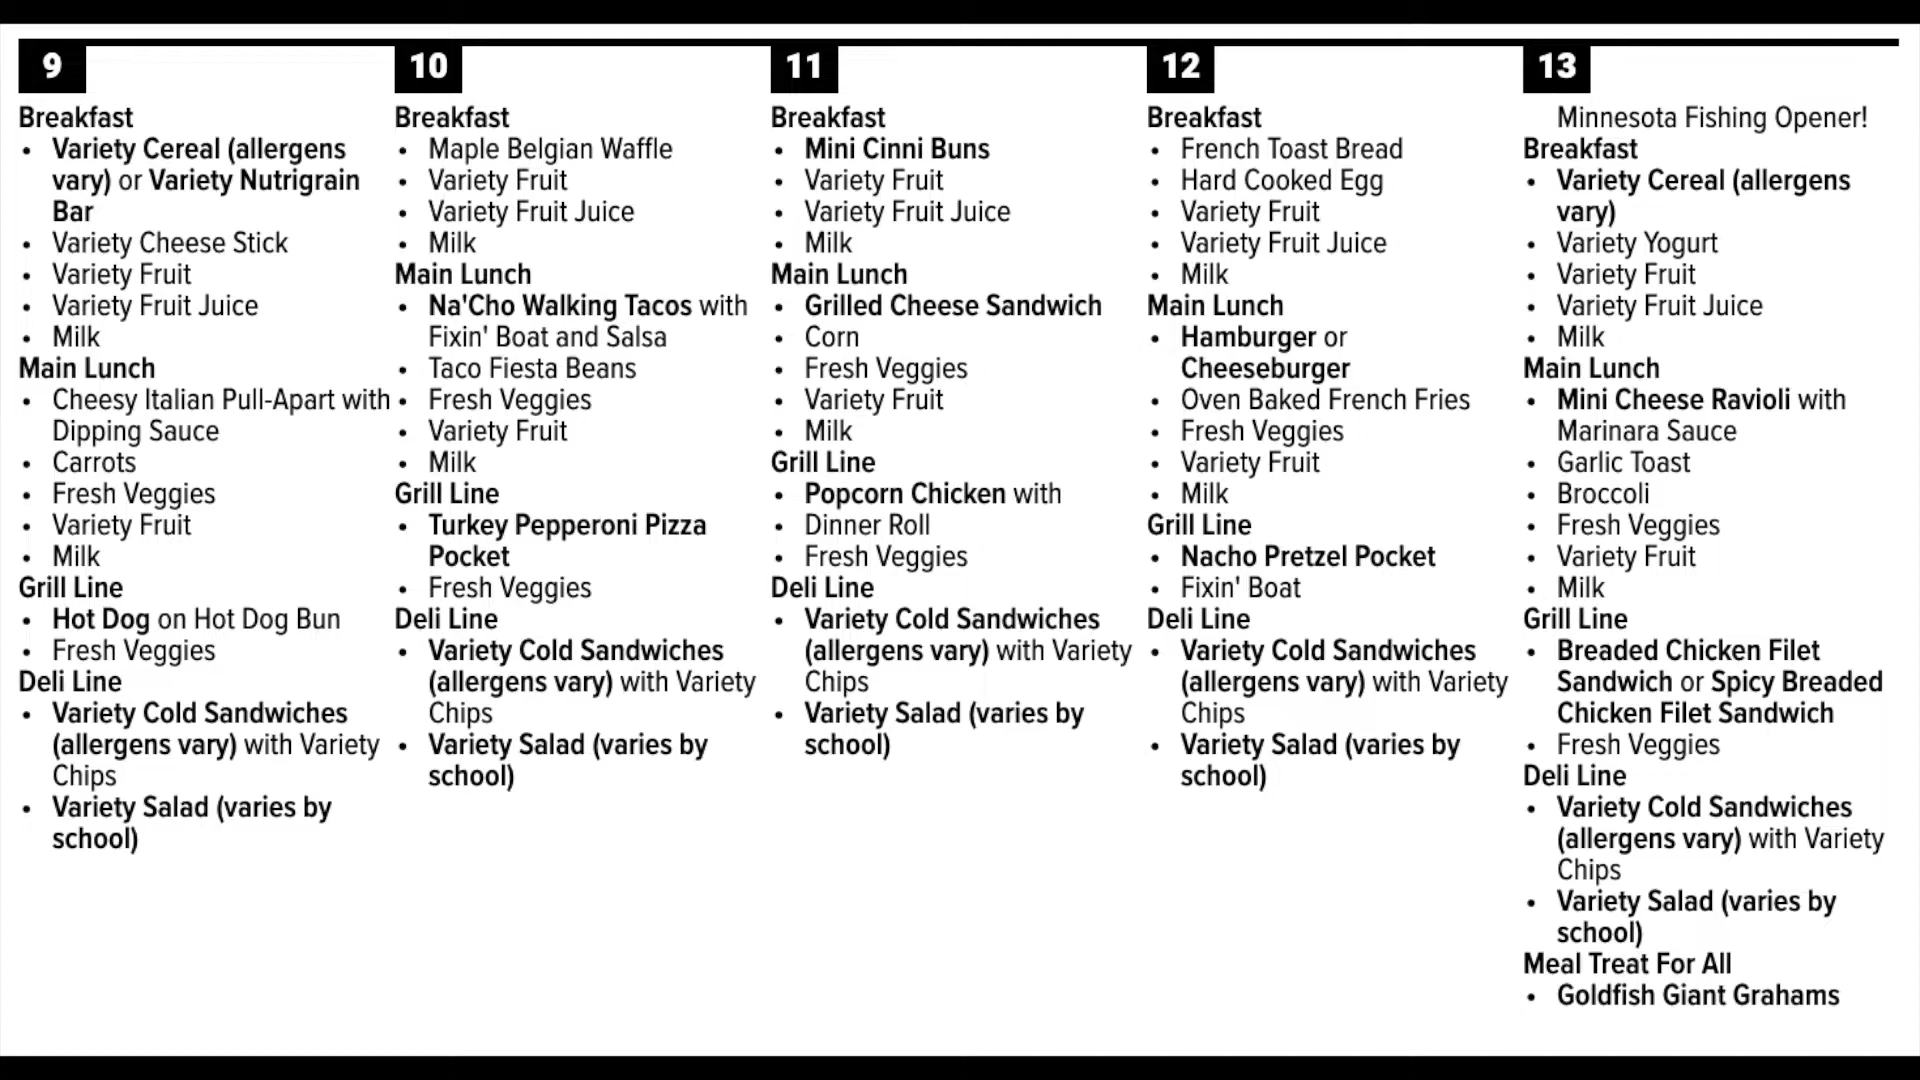 9
Breakfast
• Variety Cereal (allergens
vary) or Variety Nutrigrain
Bar
• Variety Cheese Stick
• Variety Fruit
• Variety Fruit Juice
• Milk
Main Lunch
• Cheesy Italian Pull-Apart with
Dipping Sauce
• Carrots
• Fresh Veggies
• Variety Fruit
• Milk
Grill Line
• Hot Dog on Hot Dog Bun
• Fresh Veggies
Deli Line
• Variety Cold Sandwiches
(allergens vary) with Variety
Chips
• Variety Salad (varies by
school)
10
Breakfast
• Maple Belgian Waffle
• Variety Fruit
• Variety Fruit Juice
• Milk
Main Lunch
• Na'Cho Walking Tacos with
Fixin' Boat and Salsa
• Taco Fiesta Beans
• Fresh Veggies
• Variety Fruit
• Milk
Grill Line
• Turkey Pepperoni Pizza
Pocket
• Fresh Veggies
Deli Line
• Variety Cold Sandwiches
(allergens vary) with Variety
Chips
• Variety Salad (varies by
school)
11
Breakfast
• Mini Cinni Buns
• Variety Fruit
• Variety Fruit Juice
• Milk
Main Lunch
• Grilled Cheese Sandwich
• Corn
• Fresh Veggies
• Variety Fruit
• Milk
Grill Line
• Popcorn Chicken with
• Dinner Roll
• Fresh Veggies
Deli Line
• Variety Cold Sandwiches
(allergens vary) with Variety
Chips
• Variety Salad (varies by
school)
12
Breakfast
• French Toast Bread
• Hard Cooked Egg
• Variety Fruit
• Variety Fruit Juice
• Milk
Main Lunch
• Hamburger or
Cheeseburger
• Oven Baked French Fries
• Fresh Veggies
• Variety Fruit
• Milk
Grill Line
• Nacho Pretzel Pocket
• Fixin' Boat
Deli Line
• Variety Cold Sandwiches
(allergens vary) with Variety
Chips
• Variety Salad (varies by
school)
13
Minnesota Fishing Opener!
Breakfast
• Variety Cereal (allergens
vary)
• Variety Yogurt
• Variety Fruit
• Variety Fruit Juice
• Milk
Main Lunch
• Mini Cheese Ravioli with
Marinara Sauce
• Garlic Toast
• Broccoli
• Fresh Veggies
• Variety Fruit
• Milk
Grill Line
• Breaded Chicken Filet
Sandwich or Spicy Breaded
Chicken Filet Sandwich
• Fresh Veggies
Deli Line
• Variety Cold Sandwiches
(allergens vary) with Variety
Chips
• Variety Salad (varies by
school)
Meal Treat For All
• Goldfish Giant Grahams